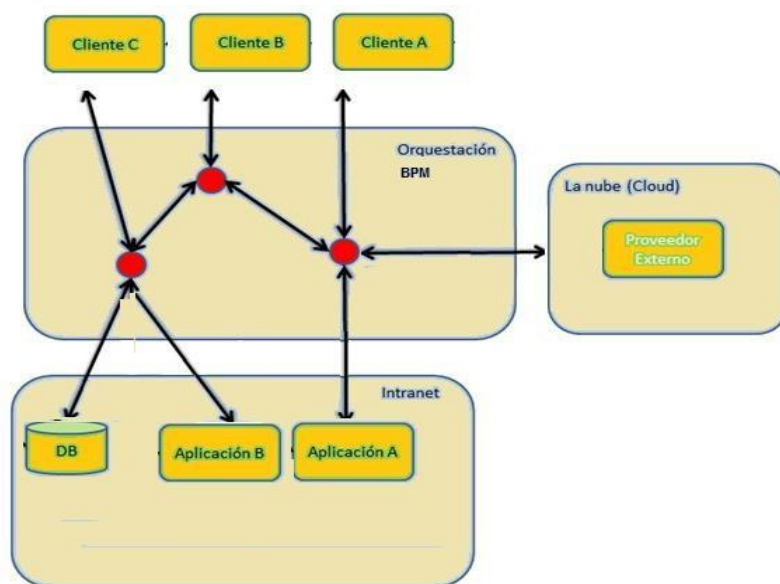 Cliente C
Cliente B
Cliente A
Orquestación
BPM
La nube (Cloud)
Proveedor
Externo
Intranet
DB
Aplicación B
Aplicación A